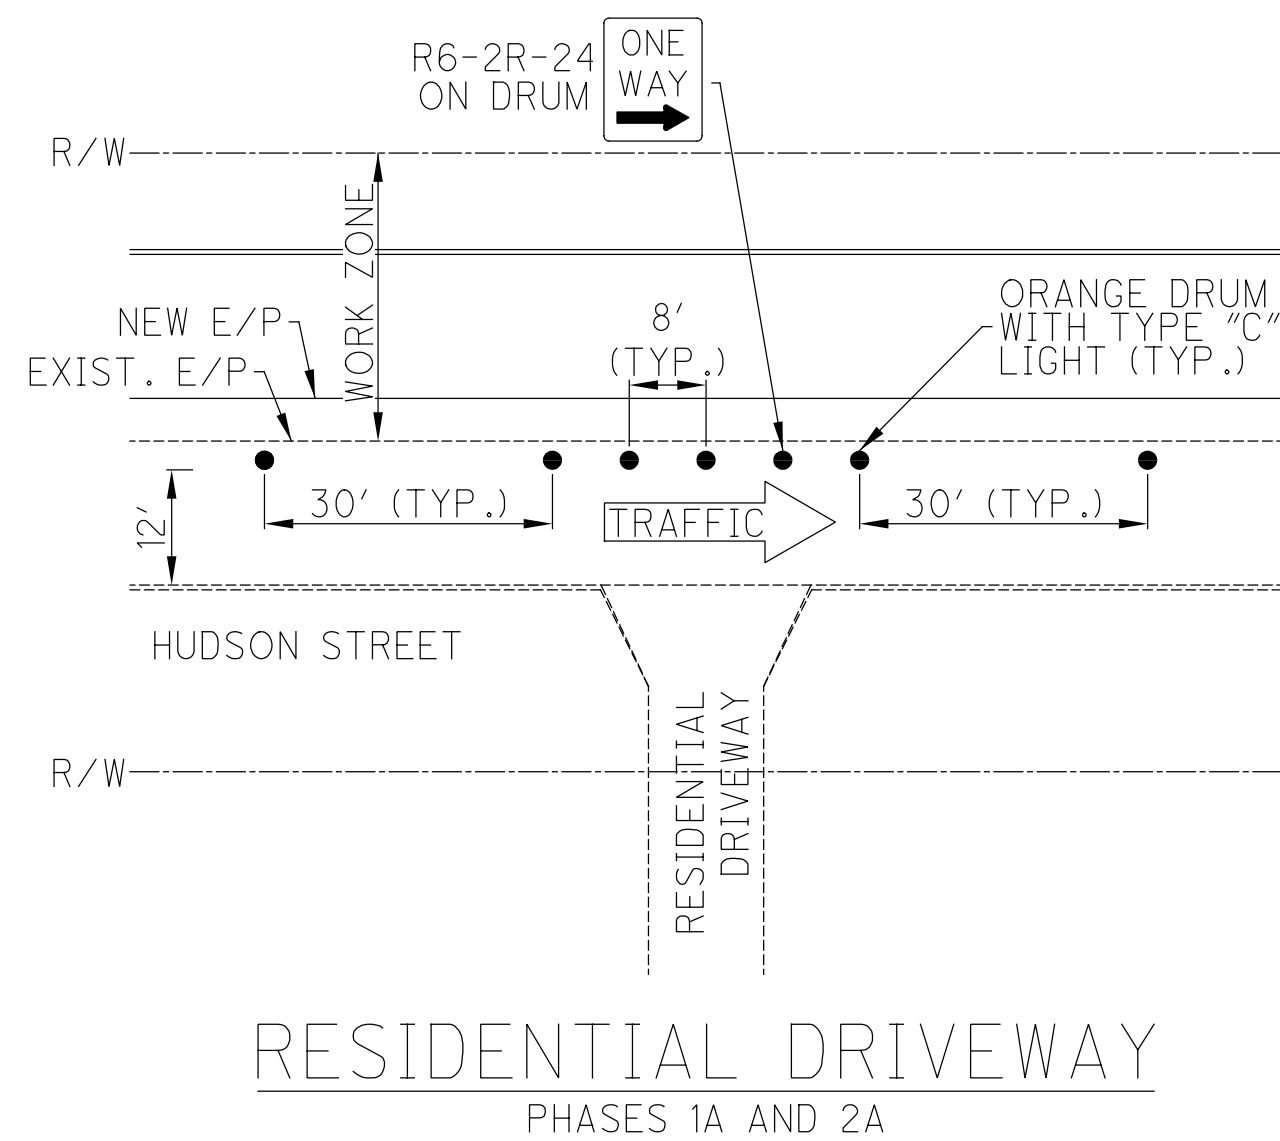 R6-2R-24
ON DRUM
ONE
WAY
R/W
WORK ZONE
NEW E/P
EXIST. E/P
8'
(TYP.)
ORANGE DRUM
WITH TYPE "C"
LIGHT (TYP.)
12'
30' (TYP.)
TRAFFIC
30' (TYP.)
HUDSON STREET
RESIDENTIAL
DRIVEWAY
R/W
RESIDENTIAL DRIVEWAY
PHASES 1A AND 2A